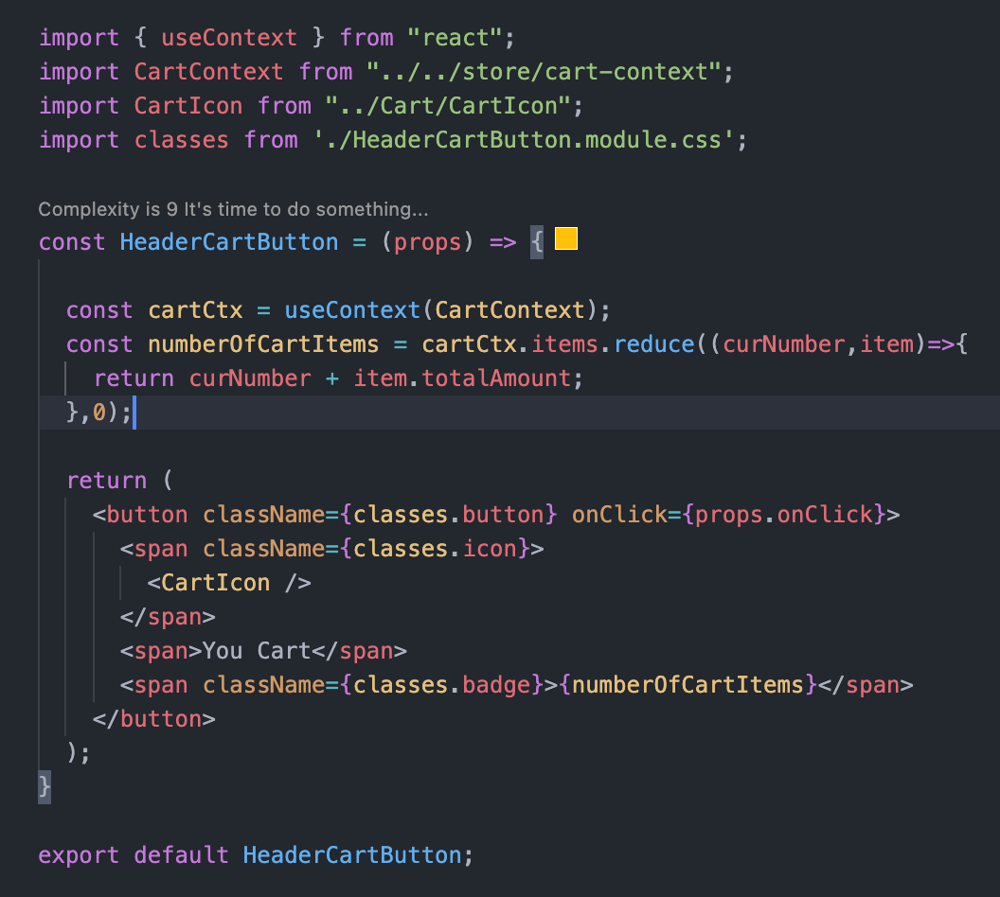 import { useContext } from "react";
import CartContext from "../../store/cart-context";
import CartIcon from "../Cart/CartIcon";
import classes from './HeaderCartButton.module.css';
Complexity is 9 It's time to do something...
const HeaderCartButton = (props) => {
const cartCtx = useContext(CartContext);
const numberOfCartItems = cartCtx.items.reduce((curNumber,item)=>{
return curNumber + item.totalAmount;
},0);
return (
<button className={classes.button} onClick={props.onClick}>
<span className={classes.icon}>
<CartIcon />
</span>
<span>You Cart</span>
<span className={classes.badge}>{numberOfCartItems}</span>
</button>
);
}
export default HeaderCartButton;